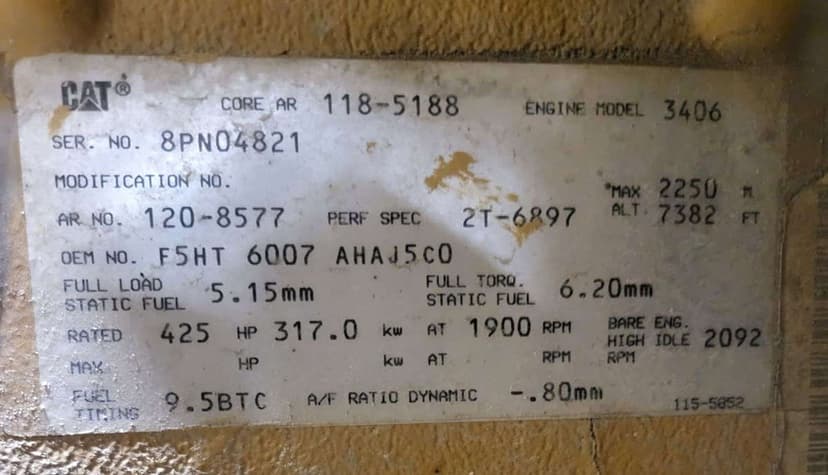 CAT® CORE AR 118-5188 ENGINE MODEL 3406
SER. NO. 8PN04821
MODIFICATION NO.
*MAX 2250 M
AR NO. 120-8577 PERF SPEC 2T-6897 ALT. 7382 FT
OEM NO. F5HT 6007 AHAJ5C0
FULL LOAD STATIC FUEL 5.15mm FULL TORQ. STATIC FUEL 6.20mm
RATED 425 HP 317.0 kw AT 1900 RPM BARE ENG. HIGH IDLE 2092 RPM
MAX HP kw AT RPM
FUEL TIMING 9.5BTC A/F RATIO DYNAMIC -.80mm
115-5852